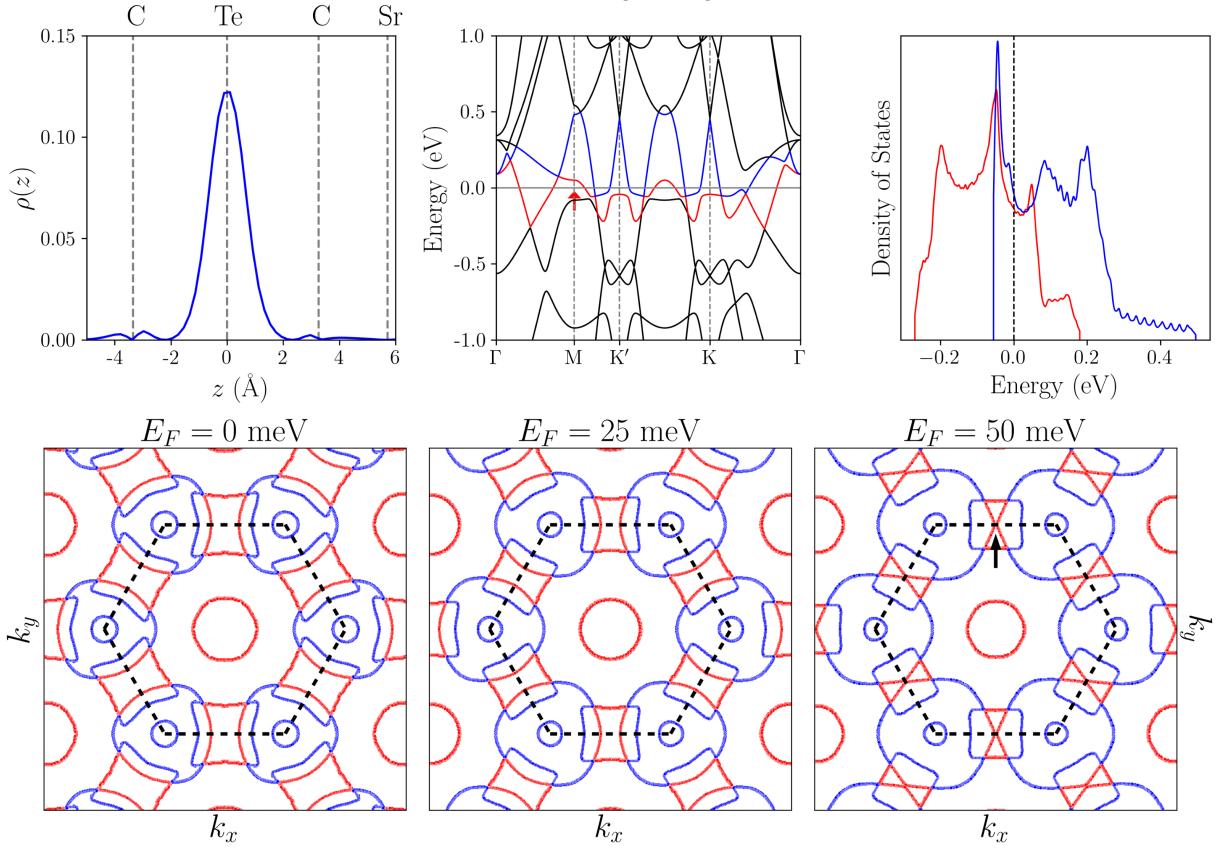 C Te C Sr
0.15
0.10
0.05
0.00
ρ(z)
-4 -2 0 2 4 6
z (Å)
1.0
0.5
0.0
-0.5
-1.0
Energy (eV)
Γ M K′ K Γ
Density of States
−0.2 0.0 0.2 0.4
Energy (eV)
E_F = 0 meV
E_F = 25 meV
E_F = 50 meV
k_y
k_y
k_x
k_x
k_x